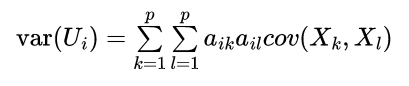 var(U_i) = \sum_{k=1}^{p} \sum_{l=1}^{p} a_{ik} a_{il} cov(X_k, X_l)